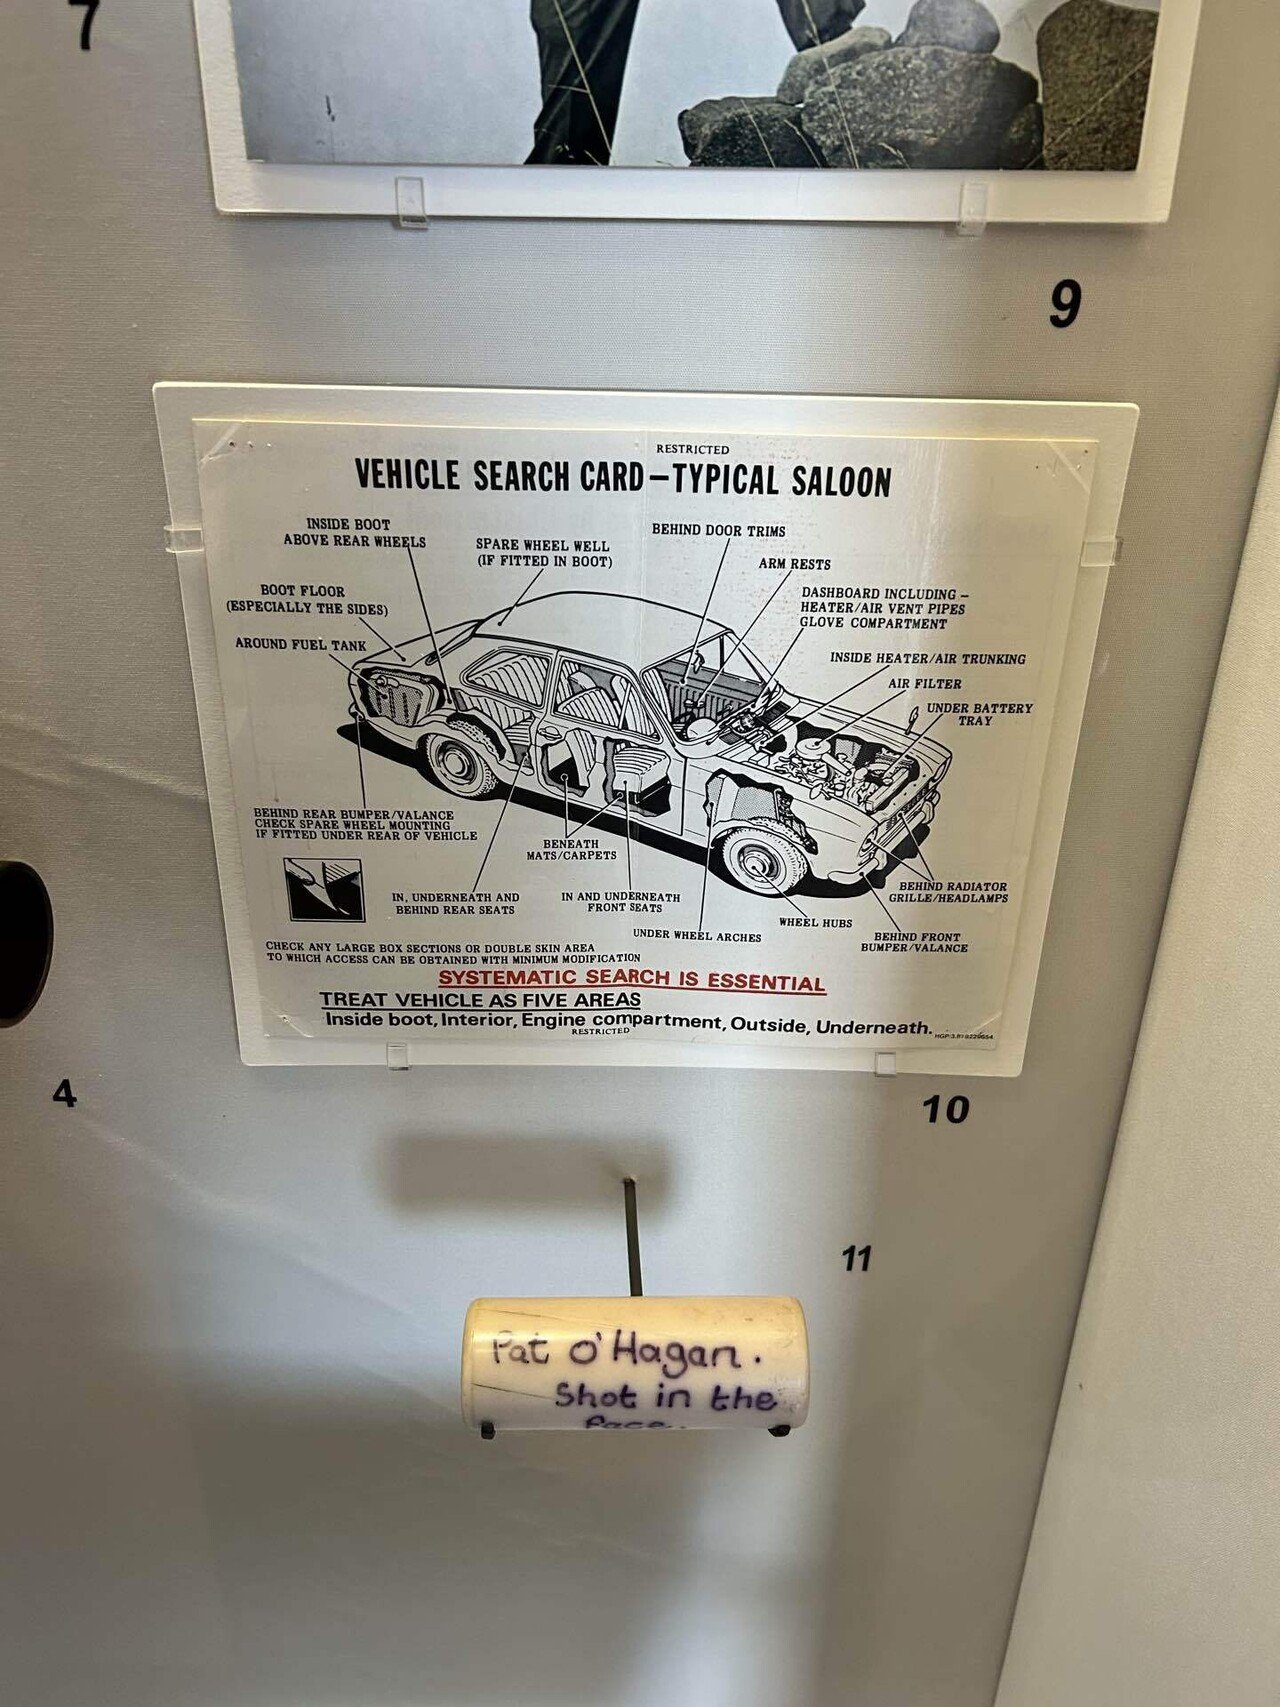 7
9
RESTRICTED
VEHICLE SEARCH CARD–TYPICAL SALOON
INSIDE BOOT
ABOVE REAR WHEELS
SPARE WHEEL WELL
(IF FITTED IN BOOT)
BEHIND DOOR TRIMS
ARM RESTS
BOOT FLOOR
(ESPECIALLY THE SIDES)
DASHBOARD INCLUDING –
HEATER/AIR VENT PIPES
GLOVE COMPARTMENT
AROUND FUEL TANK
INSIDE HEATER/AIR TRUNKING
AIR FILTER
UNDER BATTERY
TRAY
BEHIND REAR BUMPER/VALANCE
CHECK SPARE WHEEL MOUNTING
IF FITTED UNDER REAR OF VEHICLE
BENEATH
MATS/CARPETS
IN, UNDERNEATH AND
BEHIND REAR SEATS
IN AND UNDERNEATH
FRONT SEATS
UNDER WHEEL ARCHES
WHEEL HUBS
BEHIND RADIATOR
GRILLE/HEADLAMPS
BEHIND FRONT
BUMPER/VALANCE
CHECK ANY LARGE BOX SECTIONS OR DOUBLE SKIN AREA
TO WHICH ACCESS CAN BE OBTAINED WITH MINIMUM MODIFICATION
SYSTEMATIC SEARCH IS ESSENTIAL
TREAT VEHICLE AS FIVE AREAS
Inside boot, Interior, Engine compartment, Outside, Underneath.
RESTRICTED
4
10
11
Pat O'Hagan.
Shot in the
face..